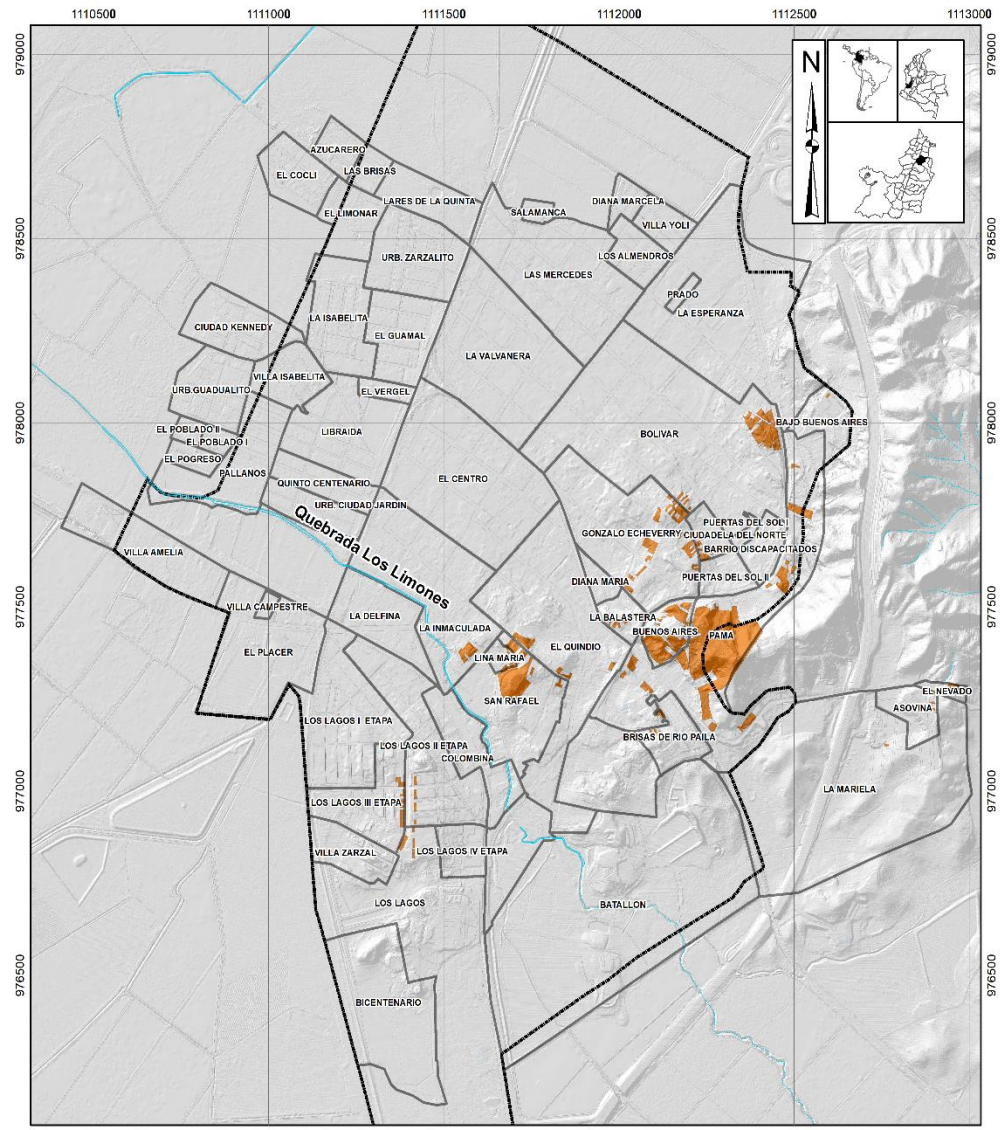 1110500 1111000 1111500 1112000 1112500 1113000
979000
979000
N
AZUCARERO
EL COCLI
LAS BRISAS
LARES DE LA QUINTA
EL LIMONAR
SALAMANCA
DIANA MARCELA
VILLA YOLI
978500
978500
URB. ZARZALITO
LOS ALMENDROS
LAS MERCEDES
PRADO
LA ESPERANZA
LA ISABELITA
CIUDAD KENNEDY
EL GUAMAL
LA VALVANERA
VILLA ISABELITA
URB.GUADUALITO
EL VERGEL
978000
978000
EL POBLADO II
EL POBLADO I
LIBRAIDA
BOLIVAR
BAJO BUENOS AIRES
EL POGRESO
PALLANOS
QUINTO CENTENARIO
EL CENTRO
URB. CIUDAD JARDIN
Quebrada Los Limones
PUERTAS DEL SOL I
GONZALO ECHEVERRY
CIUDADELA DEL NORTE
BARRIO DISCAPACITADOS
VILLA AMELIA
DIANA MARIA
PUERTAS DEL SOL II
977500
977500
VILLA CAMPESTRE
LA DELFINA
LA INMACULADA
LA BALASTERA
BUENOS AIRES
PAMA
EL PLACER
LINA MARIA
EL QUINDIO
SAN RAFAEL
EL NEVADO
ASOVINA
LOS LAGOS I ETAPA
LOS LAGOS II ETAPA
COLOMBINA
BRISAS DE RIO PAILA
977000
977000
LOS LAGOS III ETAPA
LA MARIELA
VILLA ZARZAL
LOS LAGOS IV ETAPA
LOS LAGOS
BATALLON
976500
976500
BICENTENARIO